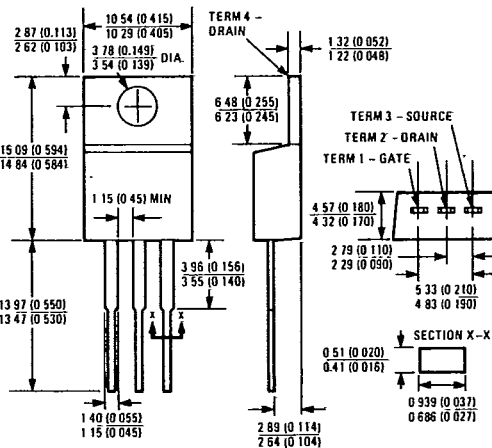 10 54 (0 415)
10 29 (0 405)
TERM 4 -
DRAIN
2 87 (0.113)
2 62 (0 103)
3 78 (0.149) DIA.
3 54 (0 139)
1 32 (0 052)
1 22 (0 048)
6 48 (0 255)
6 23 (0 245)
TERM 3 - SOURCE
TERM 2 - DRAIN
TERM 1 - GATE
15 09 (0 594)
14 84 (0 584)
1 15 (0 45) MIN
4 57 (0 180)
4 32 (0 170)
2 79 (0 110)
2 29 (0 090)
3 96 (0 156)
3 55 (0 140)
5 33 (0 210)
4 83 (0 190)
13 97 (0 550)
13 47 (0 530)
X X
SECTION X-X
0 51 (0 020)
0.41 (0 016)
0 939 (0 037)
0 686 (0 027)
1 40 (0 055)
1 15 (0 045)
2 89 (0 114)
2 64 (0 104)